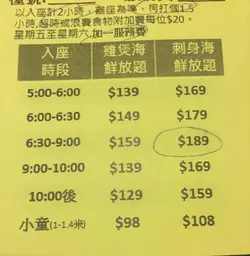 以入座計2小時,離座為準,拖打個1.5
小時,超時或浪費食物附加費每位$20。
星期五至星期六,加一服務費
入座 雞煲海 刺身海
時段 鮮放題 鮮放題
5:00-6:00 $139 $169
6:00-6:30 $149 $179
6:30-9:00 $159 $189
9:00-10:00 $139 $169
10:00後 $129 $159
小童(1-1.4米) $98 $108